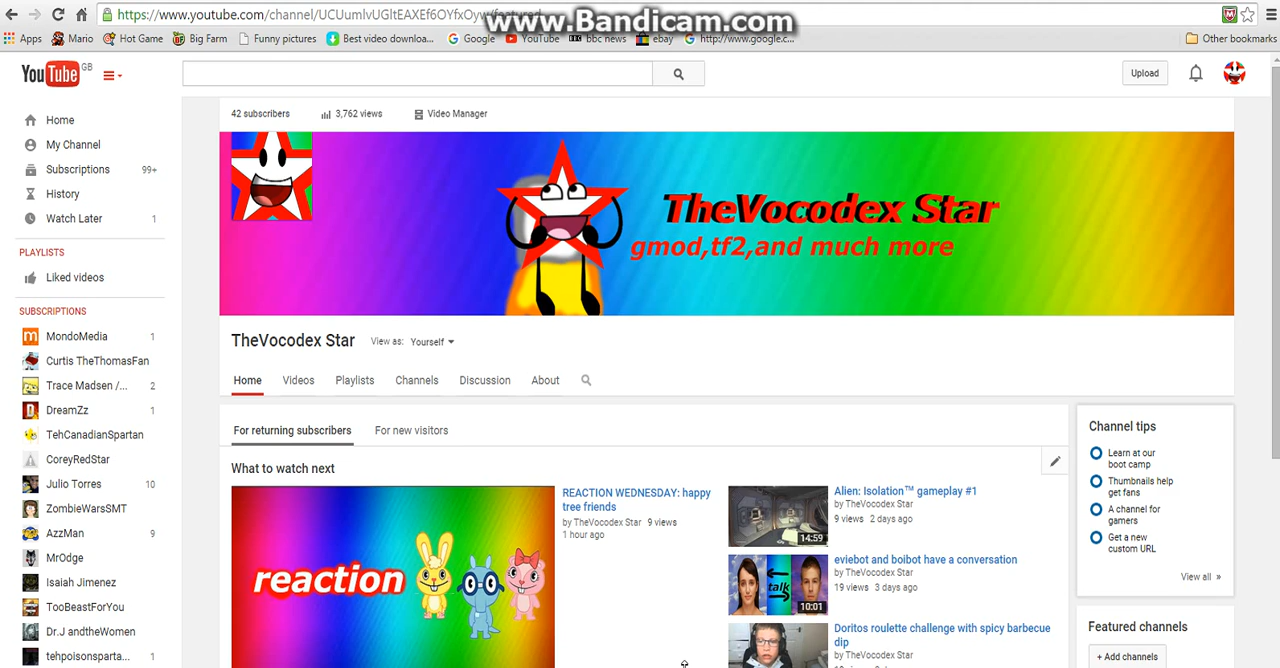 www.Bandicam.com
https://www.youtube.com/channel/UCUumlvUGltEAXEf6OYfxOyw/featured
Apps Mario Hot Game Big Farm Funny pictures Best video downloa... Google YouTube BBC bbc news ebay http://www.google.c... Other bookmarks
YouTube GB
Upload
42 subscribers 3,762 views Video Manager
Home
My Channel
Subscriptions 99+
History
Watch Later 1
PLAYLISTS
Liked videos
SUBSCRIPTIONS
MondoMedia 1
Curtis TheThomasFan
Trace Madsen /... 2
DreamZz 1
TehCanadianSpartan
CoreyRedStar
Julio Torres 10
ZombieWarsSMT
AzzMan 9
MrOdge
Isaiah Jimenez
TooBeastForYou
Dr.J andtheWomen
tehpoisonsparta... 1
TheVocodex Star
gmod,tf2,and much more
TheVocodex Star View as: Yourself
Home Videos Playlists Channels Discussion About
For returning subscribers For new visitors
What to watch next
reaction
REACTION WEDNESDAY: happy
tree friends
by TheVocodex Star 9 views
1 hour ago
14:59
Alien: Isolation™ gameplay #1
by TheVocodex Star
9 views 2 days ago
talk
10:01
eviebot and boibot have a conversation
by TheVocodex Star
19 views 3 days ago
Doritos roulette challenge with spicy barbecue
dip
by TheVocodex Star
Channel tips
Learn at our
boot camp
Thumbnails help
get fans
A channel for
gamers
Get a new
custom URL
View all »
Featured channels
+ Add channels